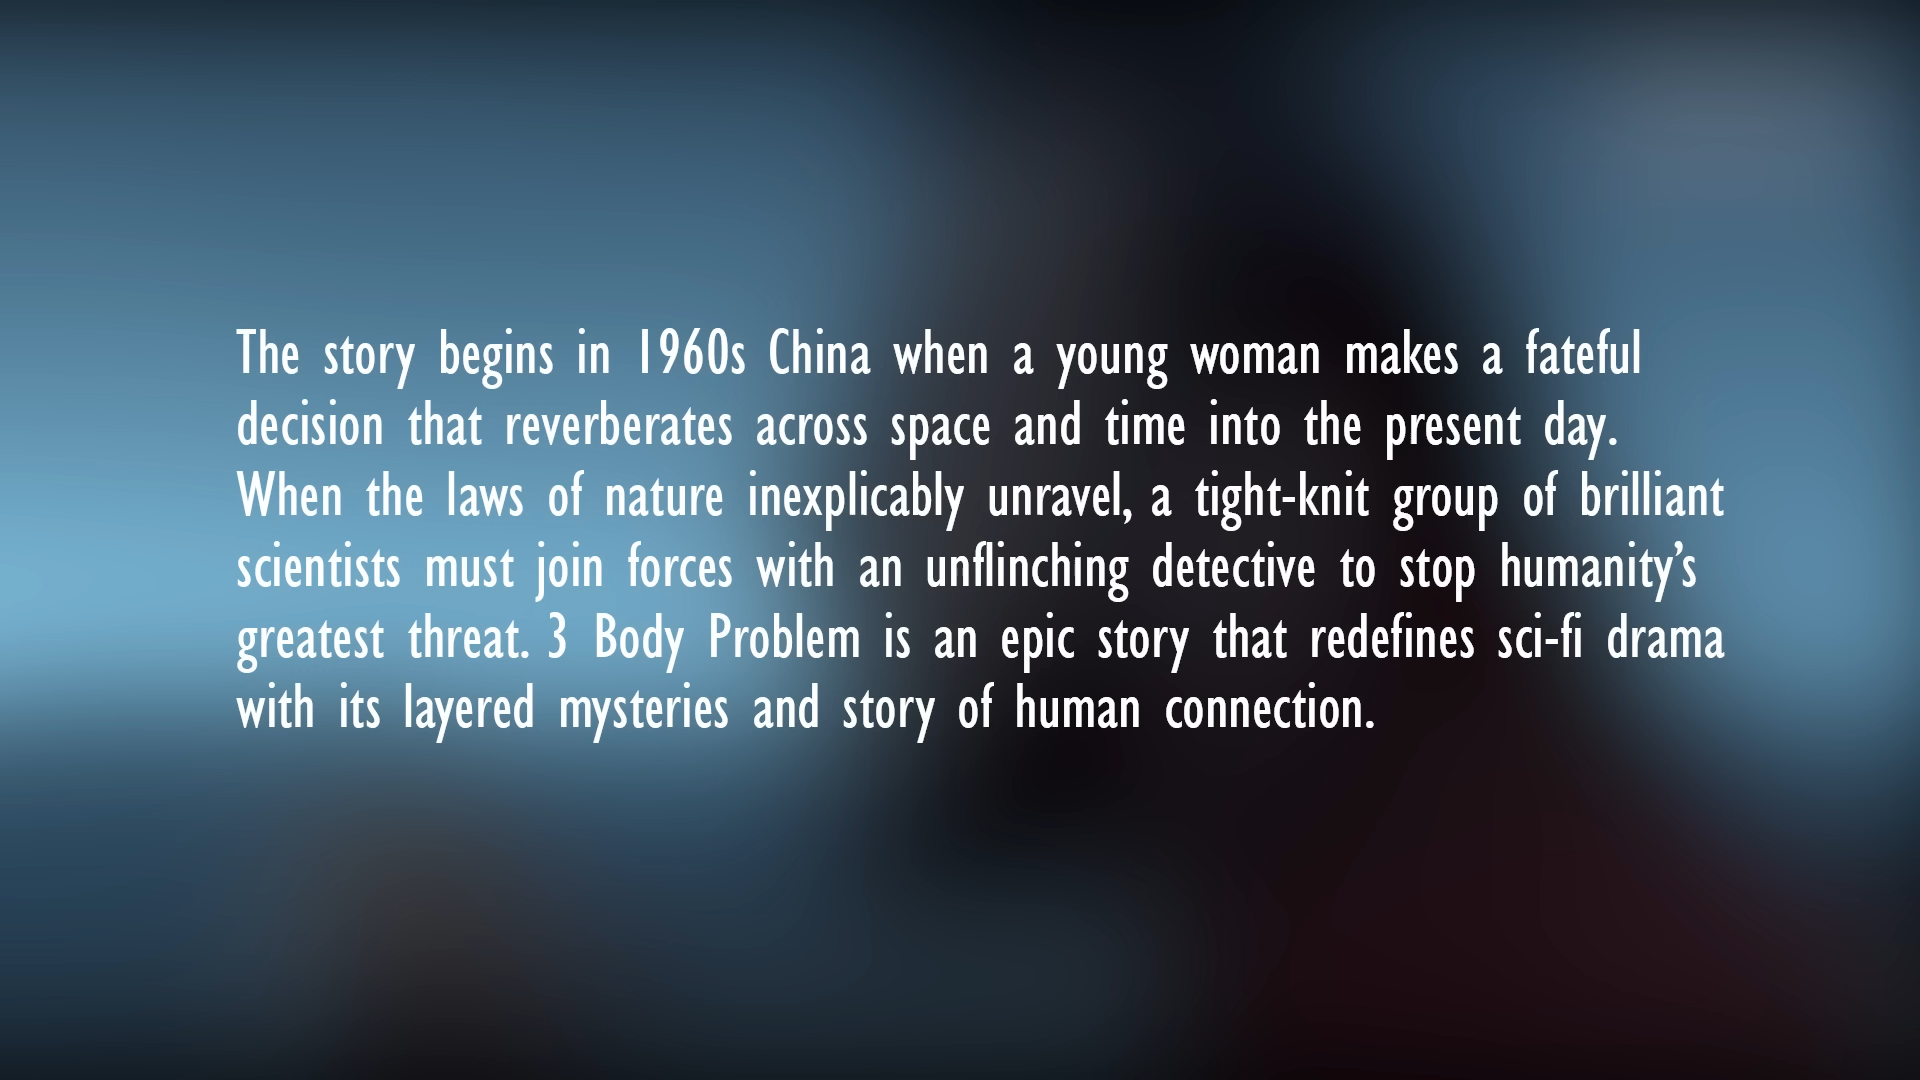 The story begins in 1960s China when a young woman makes a fateful
decision that reverberates across space and time into the present day.
When the laws of nature inexplicably unravel, a tight-knit group of brilliant
scientists must join forces with an unflinching detective to stop humanity’s
greatest threat. 3 Body Problem is an epic story that redefines sci-fi drama
with its layered mysteries and story of human connection.